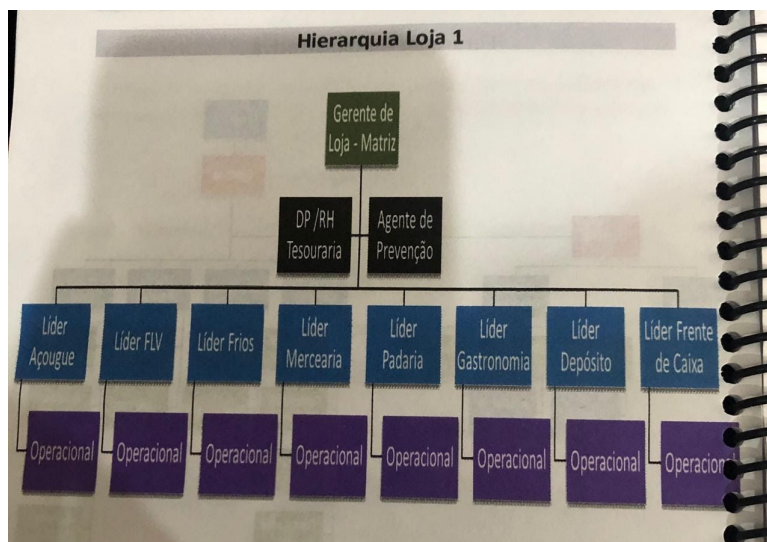 Hierarquia Loja 1
Gerente de
Loja - Matriz
DP /RH
Tesouraria
Agente de
Prevenção
Líder
Açougue
Líder FLV
Líder Frios
Líder
Mercearia
Líder
Padaria
Líder
Gastronomia
Líder
Depósito
Líder Frente
de Caixa
Operacional
Operacional
Operacional
Operacional
Operacional
Operacional
Operacional
Operacional